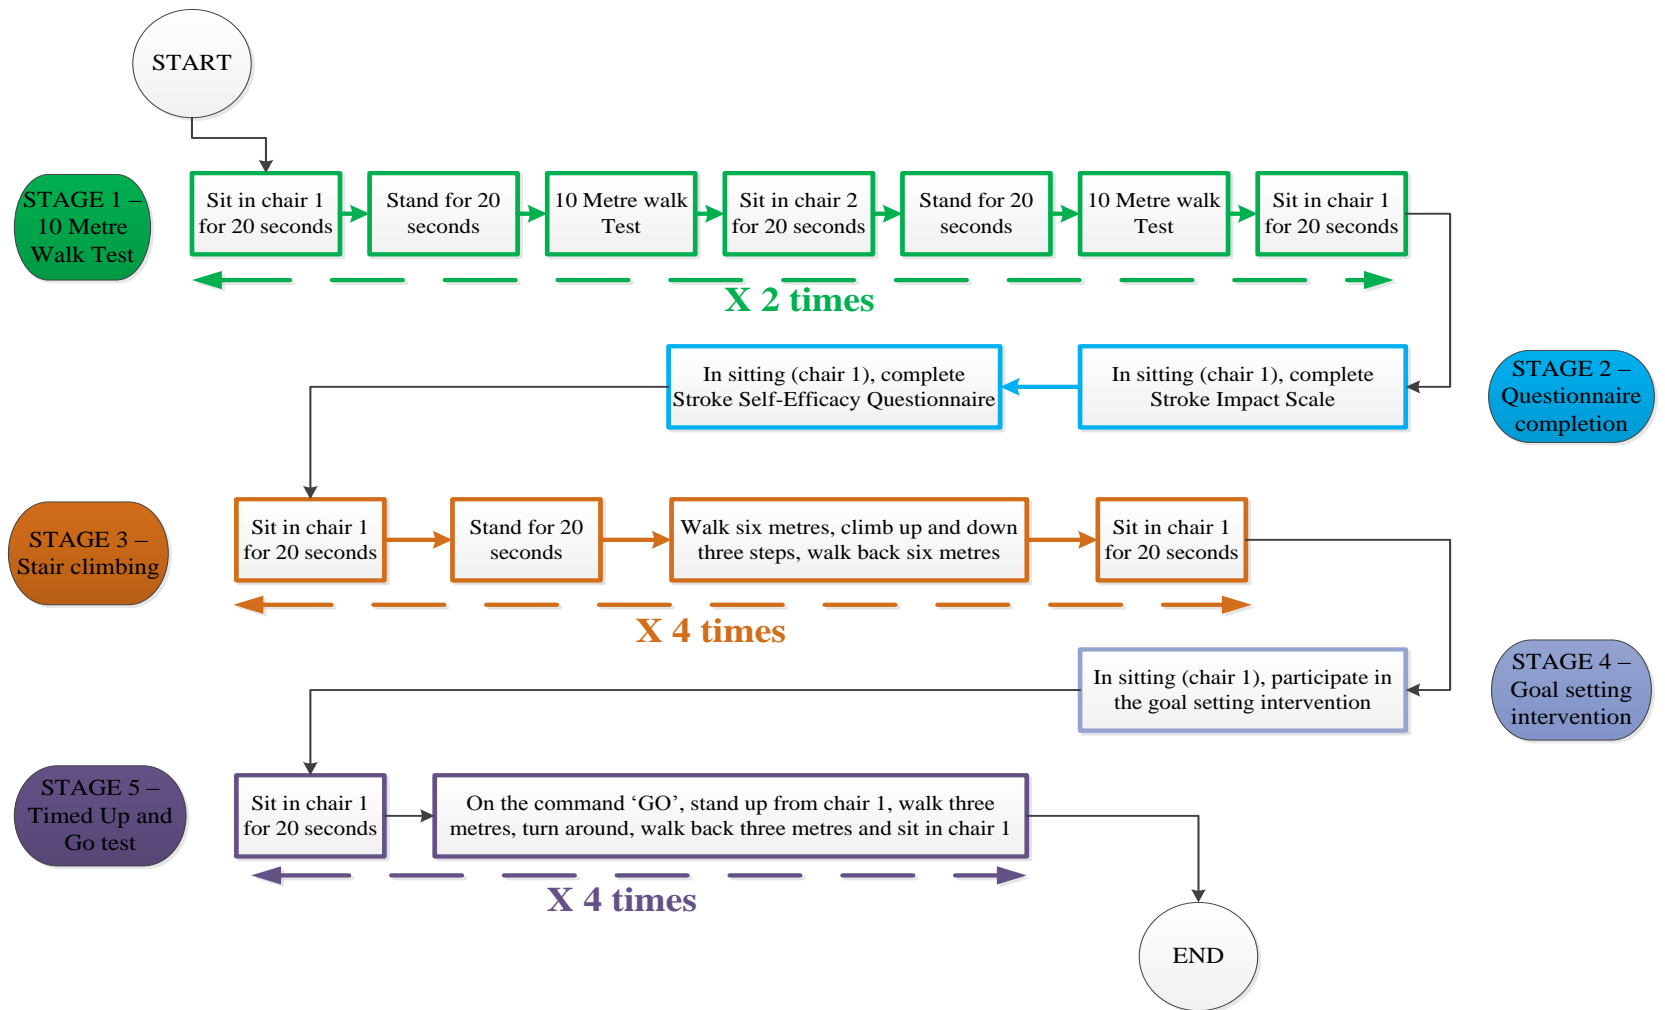 START
STAGE 1 –
10 Metre
Walk Test
Sit in chair 1
for 20 seconds
Stand for 20
seconds
10 Metre walk
Test
Sit in chair 2
for 20 seconds
Stand for 20
seconds
10 Metre walk
Test
Sit in chair 1
for 20 seconds
X 2 times
STAGE 2 –
Questionnaire
completion
In sitting (chair 1), complete
Stroke Impact Scale
In sitting (chair 1), complete
Stroke Self-Efficacy Questionnaire
STAGE 3 –
Stair climbing
Sit in chair 1
for 20 seconds
Stand for 20
seconds
Walk six metres, climb up and down
three steps, walk back six metres
Sit in chair 1
for 20 seconds
X 4 times
STAGE 4 –
Goal setting
intervention
In sitting (chair 1), participate in
the goal setting intervention
STAGE 5 –
Timed Up and
Go test
Sit in chair 1
for 20 seconds
On the command ‘GO’, stand up from chair 1, walk three
metres, turn around, walk back three metres and sit in chair 1
X 4 times
END